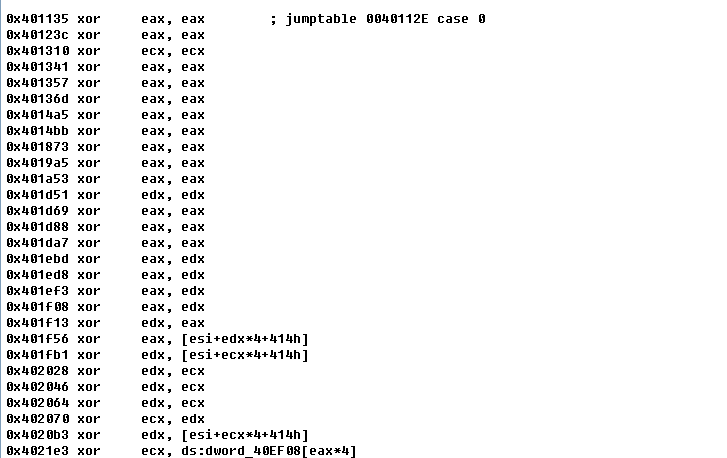 0x401135 xor eax, eax ; jumptable 0040112E case 0
0x40123c xor eax, eax
0x401310 xor ecx, ecx
0x401341 xor eax, eax
0x401357 xor eax, eax
0x40136d xor eax, eax
0x4014a5 xor eax, eax
0x4014bb xor eax, eax
0x401873 xor eax, eax
0x4019a5 xor eax, eax
0x401a53 xor eax, eax
0x401d51 xor edx, edx
0x401d69 xor eax, eax
0x401d88 xor eax, eax
0x401da7 xor eax, eax
0x401ebd xor eax, edx
0x401ed8 xor eax, edx
0x401ef3 xor eax, edx
0x401f08 xor eax, edx
0x401f13 xor edx, eax
0x401f56 xor eax, [esi+edx*4+414h]
0x401fb1 xor edx, [esi+ecx*4+414h]
0x402028 xor edx, ecx
0x402046 xor edx, ecx
0x402064 xor edx, ecx
0x402070 xor ecx, edx
0x4020b3 xor edx, [esi+ecx*4+414h]
0x4021e3 xor ecx, ds:dword_40EF08[eax*4]